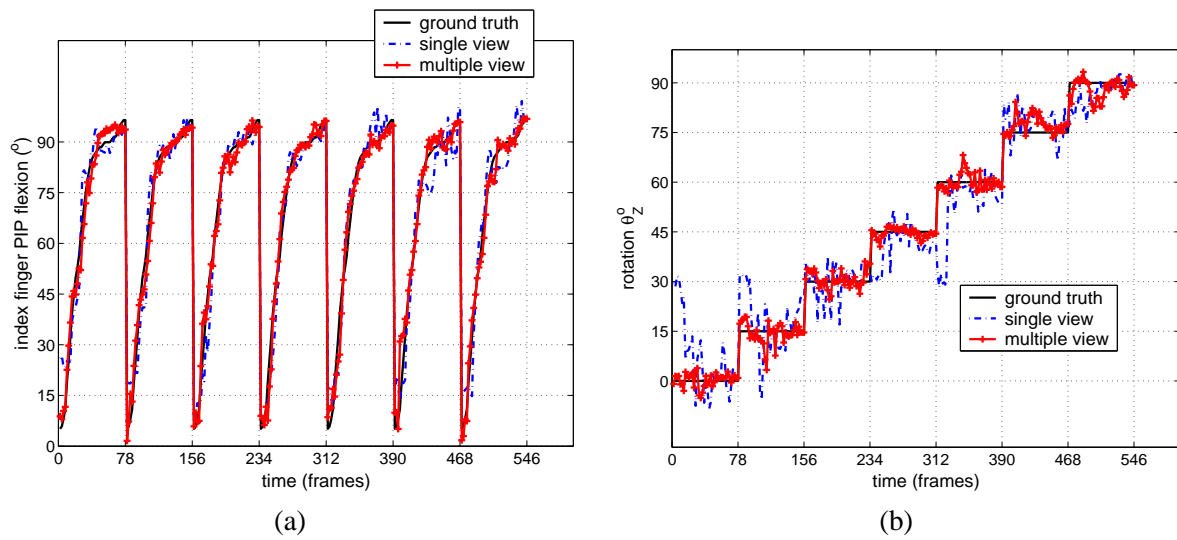 ground truth
single view
multiple view
index finger PIP flexion (°)
90
75
60
45
30
15
0
0 78 156 234 312 390 468 546
time (frames)
(a)
rotation θ_Z^o
90
75
60
45
30
15
0
ground truth
single view
multiple view
0 78 156 234 312 390 468 546
time (frames)
(b)